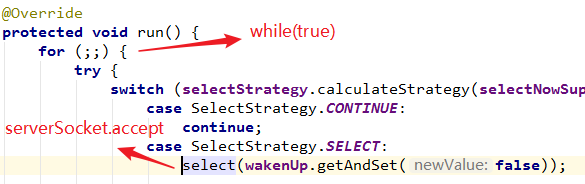 @Override
protected void run() {
while(true)
for (;;) {
try {
switch (selectStrategy.calculateStrategy(selectNowSup
case SelectStrategy.CONTINUE:
serverSocket.accept
continue;
case SelectStrategy.SELECT:
select(wakenUp.getAndSet( newValue: false));